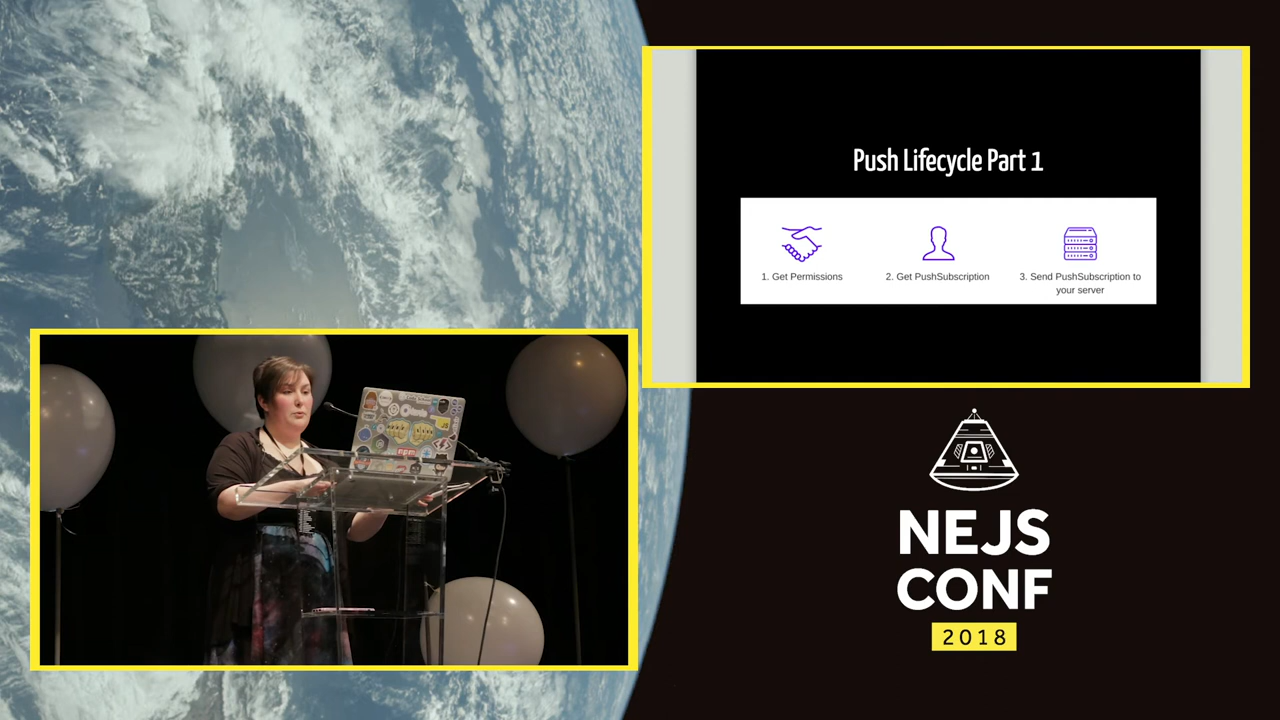 Push Lifecycle Part 1
1. Get Permissions
2. Get PushSubscription
3. Send PushSubscription to
your server
NEJS
CONF
2018